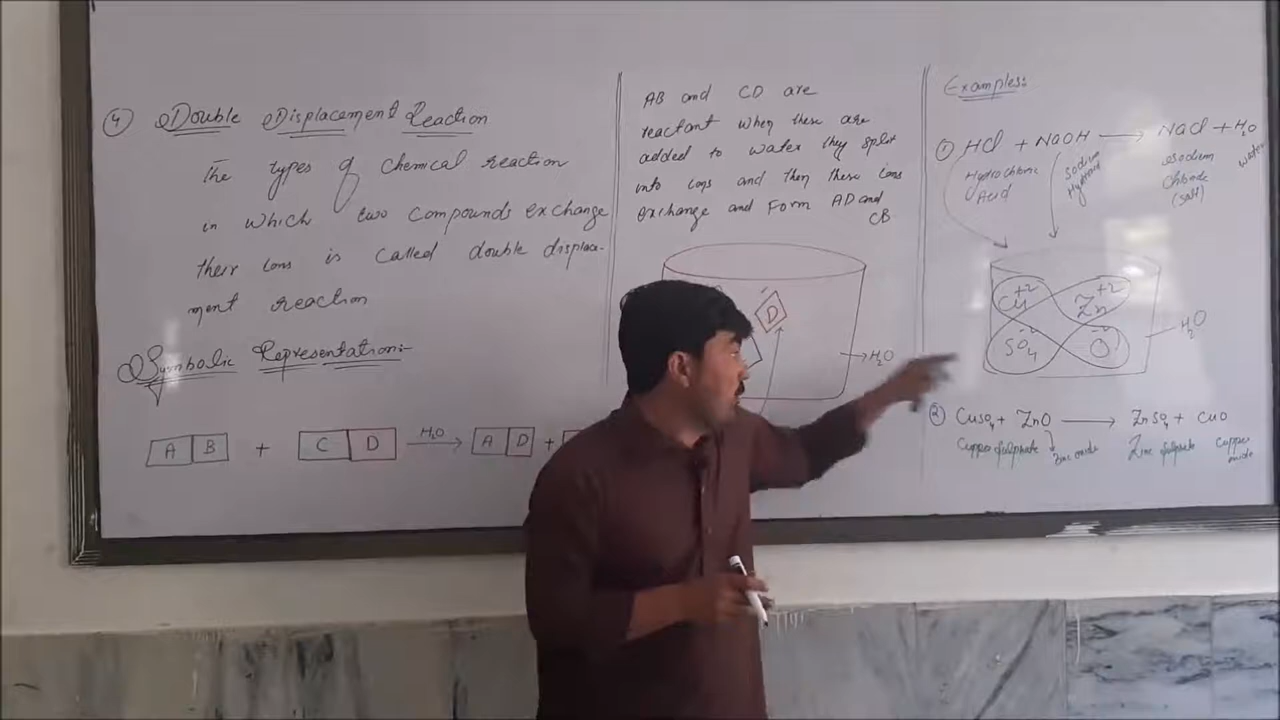 4 Double Displacement Reaction
The types of chemical reaction
in which two compounds exchange
their ions is called double displace-
ment reaction
Symbolic Representation:-
A B + C D H2O → A D +
AB and CD are
reactant when these are
added to water they split
into ions and then these ions
exchange and Form AD and
CB
D
→H2O
Examples:
① HCl + NaOH → NaCl + H2O
Hydrochloric Acid
Sodium
Sodium Chloride (salt)
water
Cu+2 Zn+2
SO4-2 O-2
H2O
② CuSO4 + ZnO → ZnSO4 + CuO
Copper Sulphate Zinc oxide Zinc Sulphate Copper oxide